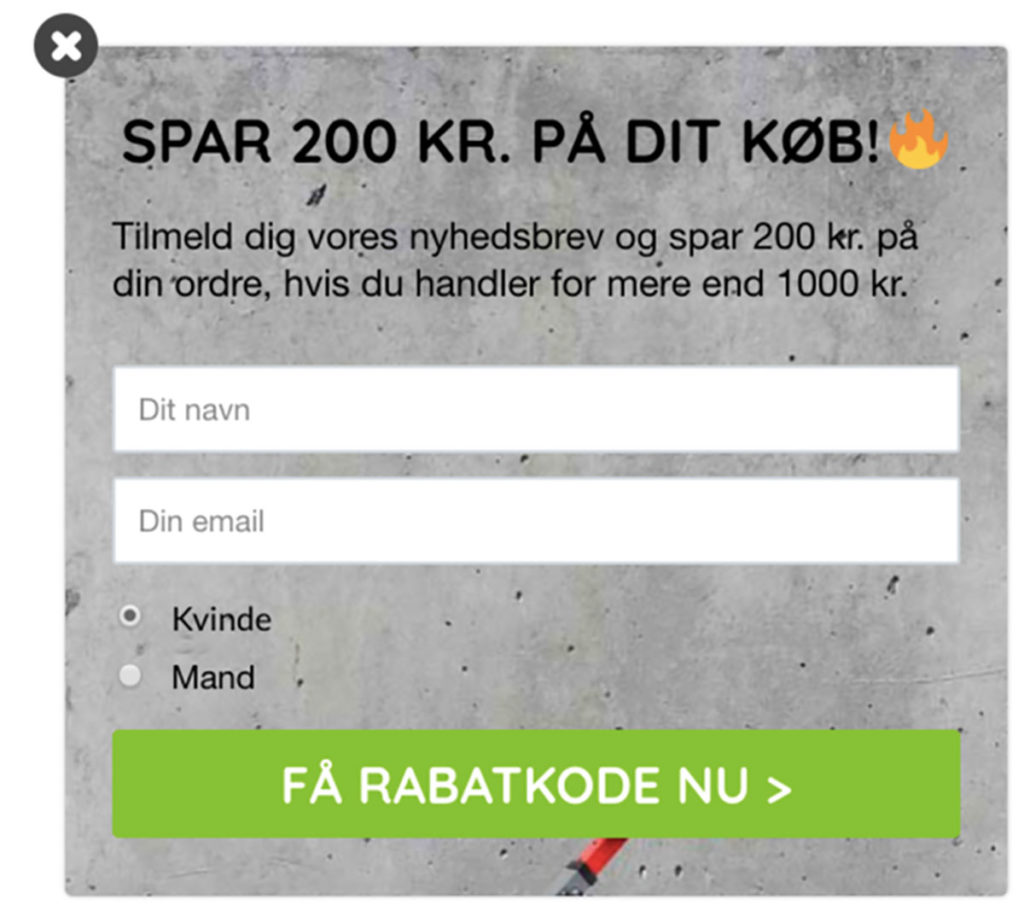 SPAR 200 KR. PÅ DIT KØB!🔥
Tilmeld dig vores nyhedsbrev og spar 200 kr. på
din ordre, hvis du handler for mere end 1000 kr.
Dit navn
Din email
Kvinde
Mand
FÅ RABATKODE NU >